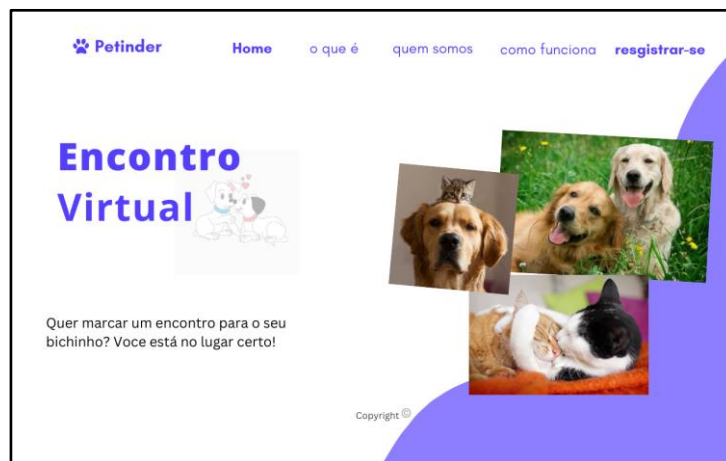 Petinder
Home o que é quem somos como funciona resgistrar-se
Encontro
Virtual
Quer marcar um encontro para o seu
bichinho? Voce está no lugar certo!
Copyright ©